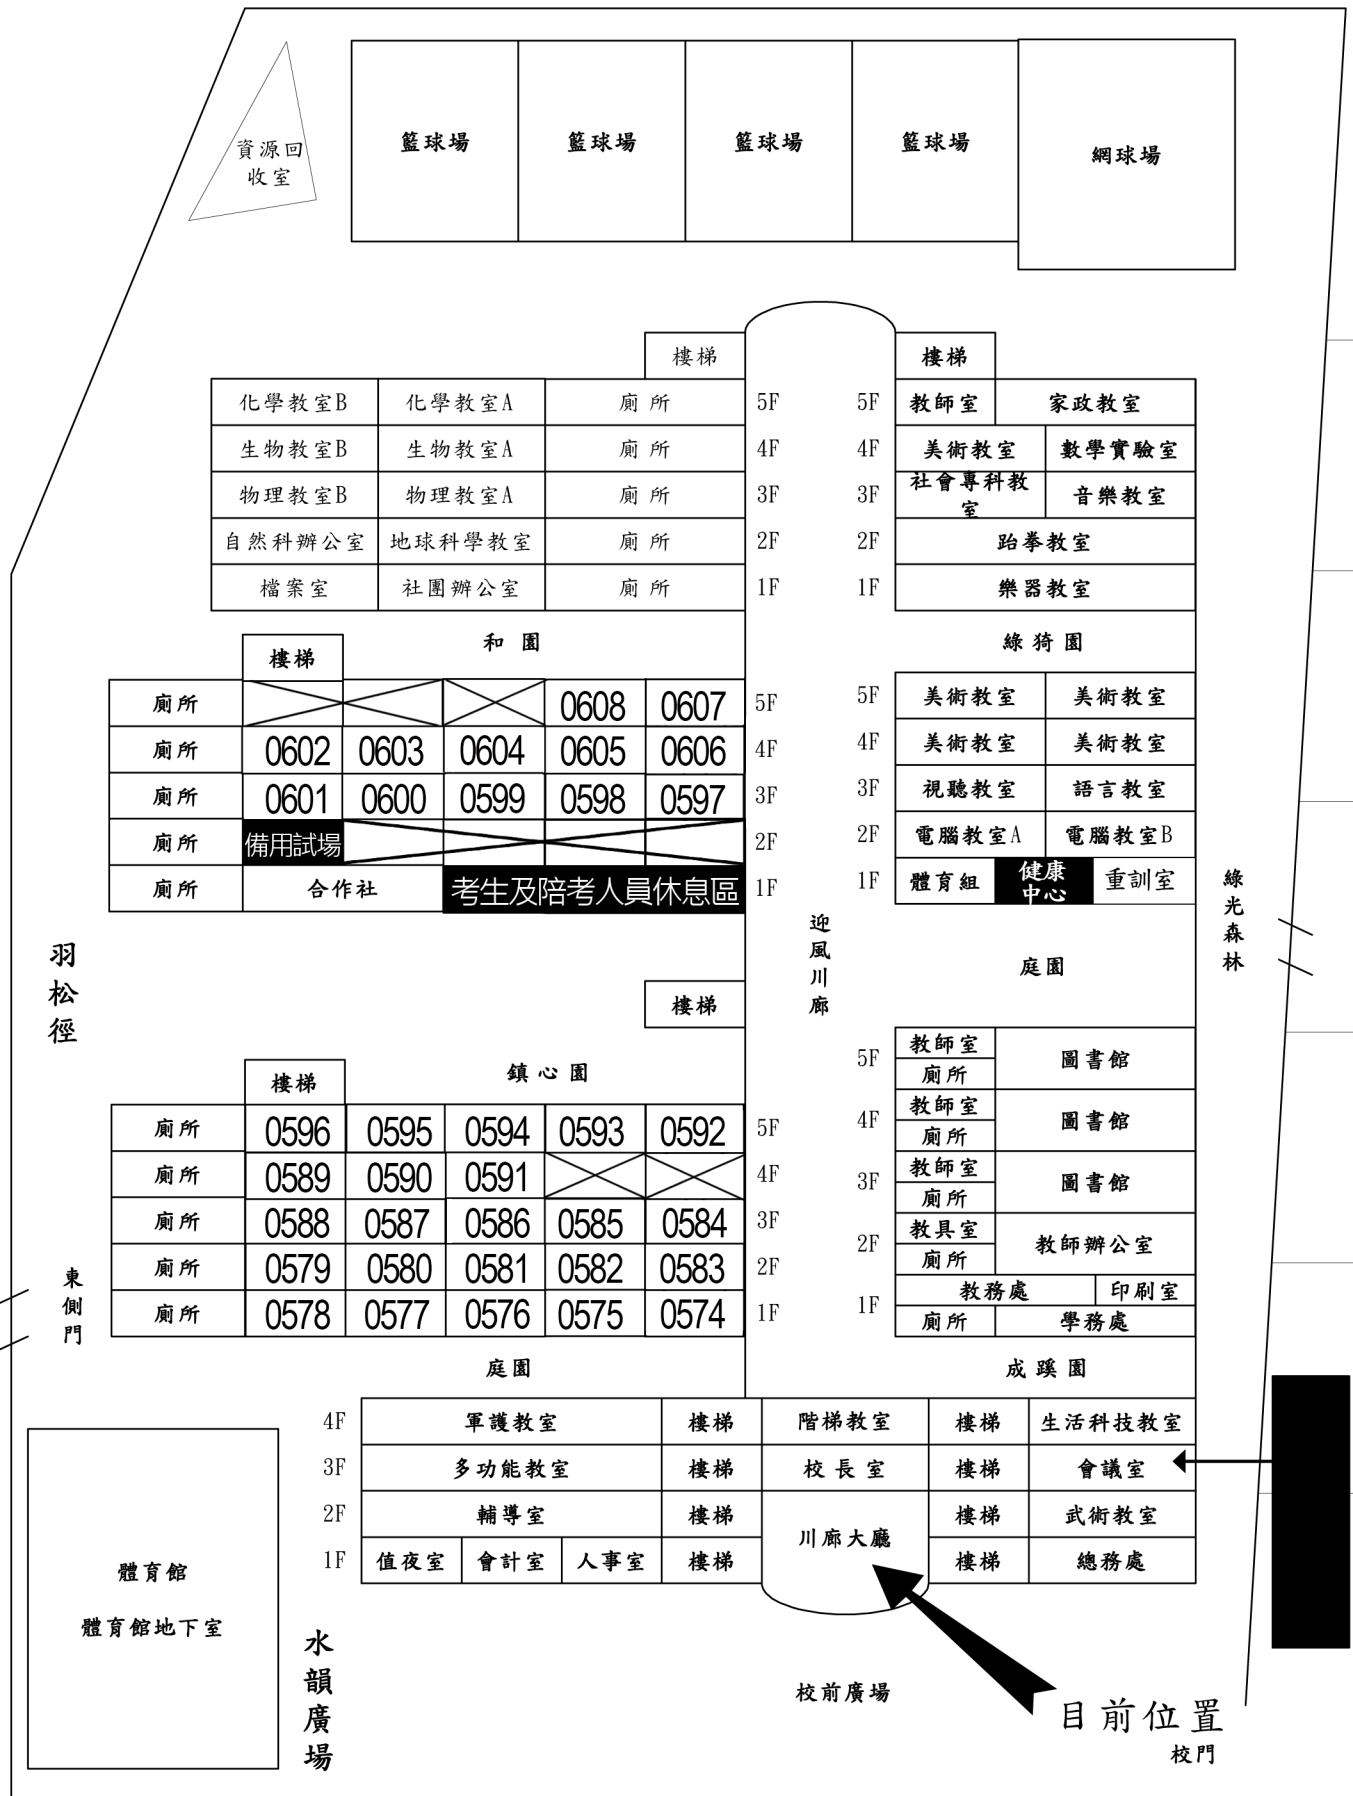 籃球場 籃球場 籃球場 籃球場 網球場
資源回
收室
樓梯 樓梯
化學教室B 化學教室A 廁所 5F 5F 教師室 家政教室
生物教室B 生物教室A 廁所 4F 4F 美術教室 數學實驗室
物理教室B 物理教室A 廁所 3F 3F 社會專科教室 音樂教室
自然科辦公室 地球科學教室 廁所 2F 2F 跆拳教室
檔案室 社團辦公室 廁所 1F 1F 樂器教室
和園 綠猗園
樓梯
廁所 0608 0607 5F 5F 美術教室 美術教室
廁所 0602 0603 0604 0605 0606 4F 4F 美術教室 美術教室
廁所 0601 0600 0599 0598 0597 3F 3F 視聽教室 語言教室
廁所 備用試場 2F 2F 電腦教室A 電腦教室B
廁所 合作社 考生及陪考人員休息區 1F 1F 體育組 健康中心 重訓室
綠光森林
迎風川廊
羽松徑
庭園
樓梯
鎮心園
樓梯
5F 教師室 圖書館
廁所
廁所 0596 0595 0594 0593 0592 5F 4F 教師室 圖書館
廁所
廁所 0589 0590 0591 4F 3F 教師室 圖書館
廁所
廁所 0588 0587 0586 0585 0584 3F 2F 教具室 教師辦公室
廁所
廁所 0579 0580 0581 0582 0583 2F 1F 教務處 印刷室
廁所 0578 0577 0576 0575 0574 1F 廁所 學務處
東側門
庭園 成蹊園
4F 軍護教室 樓梯 階梯教室 樓梯 生活科技教室
3F 多功能教室 樓梯 校長室 樓梯 會議室
2F 輔導室 樓梯 川廊大廳 樓梯 武術教室
1F 值夜室 會計室 人事室 樓梯 樓梯 總務處
體育館
體育館地下室
水韻廣場
校前廣場
目前位置
校門